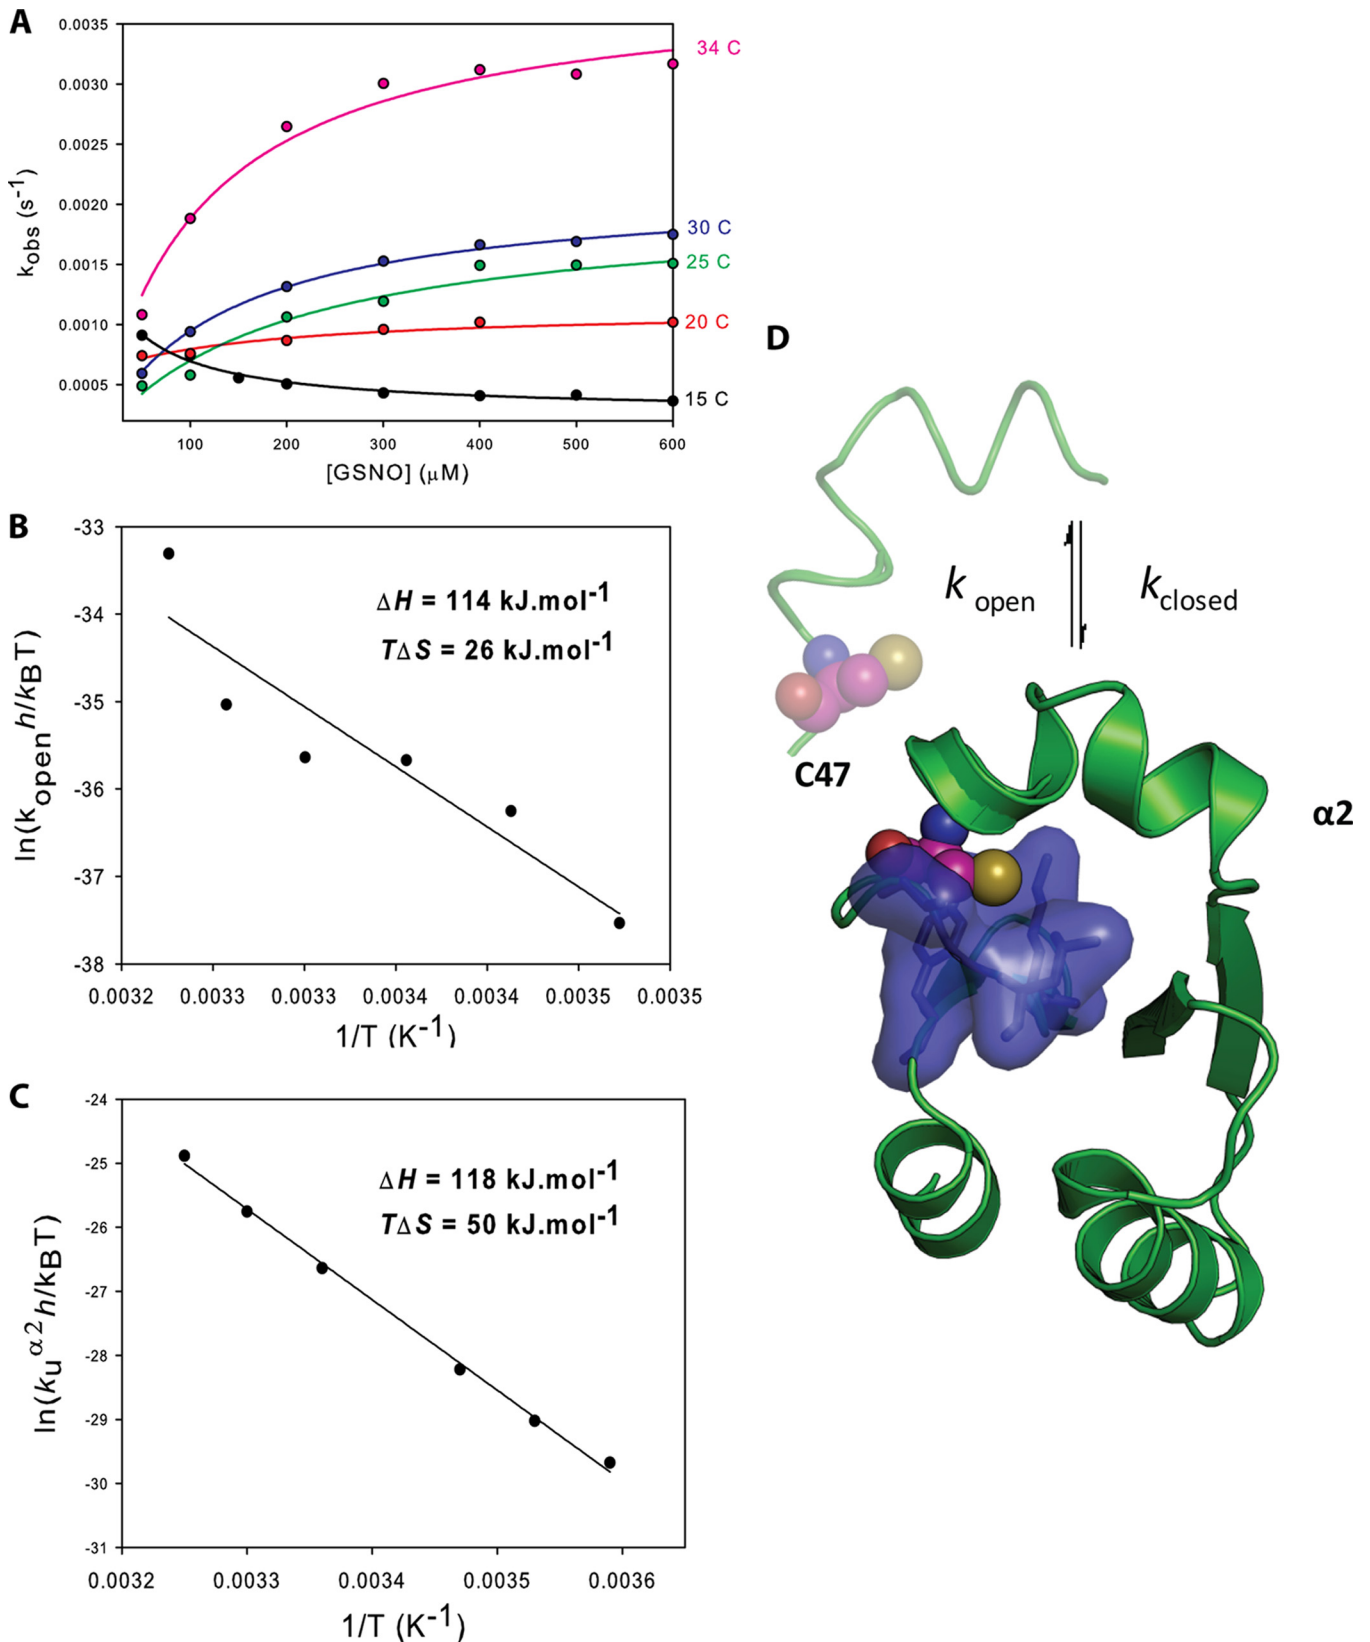 A
0.0035
0.0030
0.0025
0.0020
0.0015
0.0010
0.0005
kobs (s-1)
34 C
30 C
25 C
20 C
15 C
100 200 300 400 500 600
[GSNO] (μM)
B
-33
-34
-35
-36
-37
-38
ln(kopenh/kBT)
ΔH = 114 kJ.mol-1
TΔS = 26 kJ.mol-1
0.0032 0.0033 0.0033 0.0034 0.0034 0.0035 0.0035
1/T (K-1)
C
-24
-25
-26
-27
-28
-29
-30
-31
ln(kuα2h/kBT)
ΔH = 118 kJ.mol-1
TΔS = 50 kJ.mol-1
0.0032 0.0033 0.0034 0.0035 0.0036
1/T (K-1)
D
k open
kclosed
C47
α2